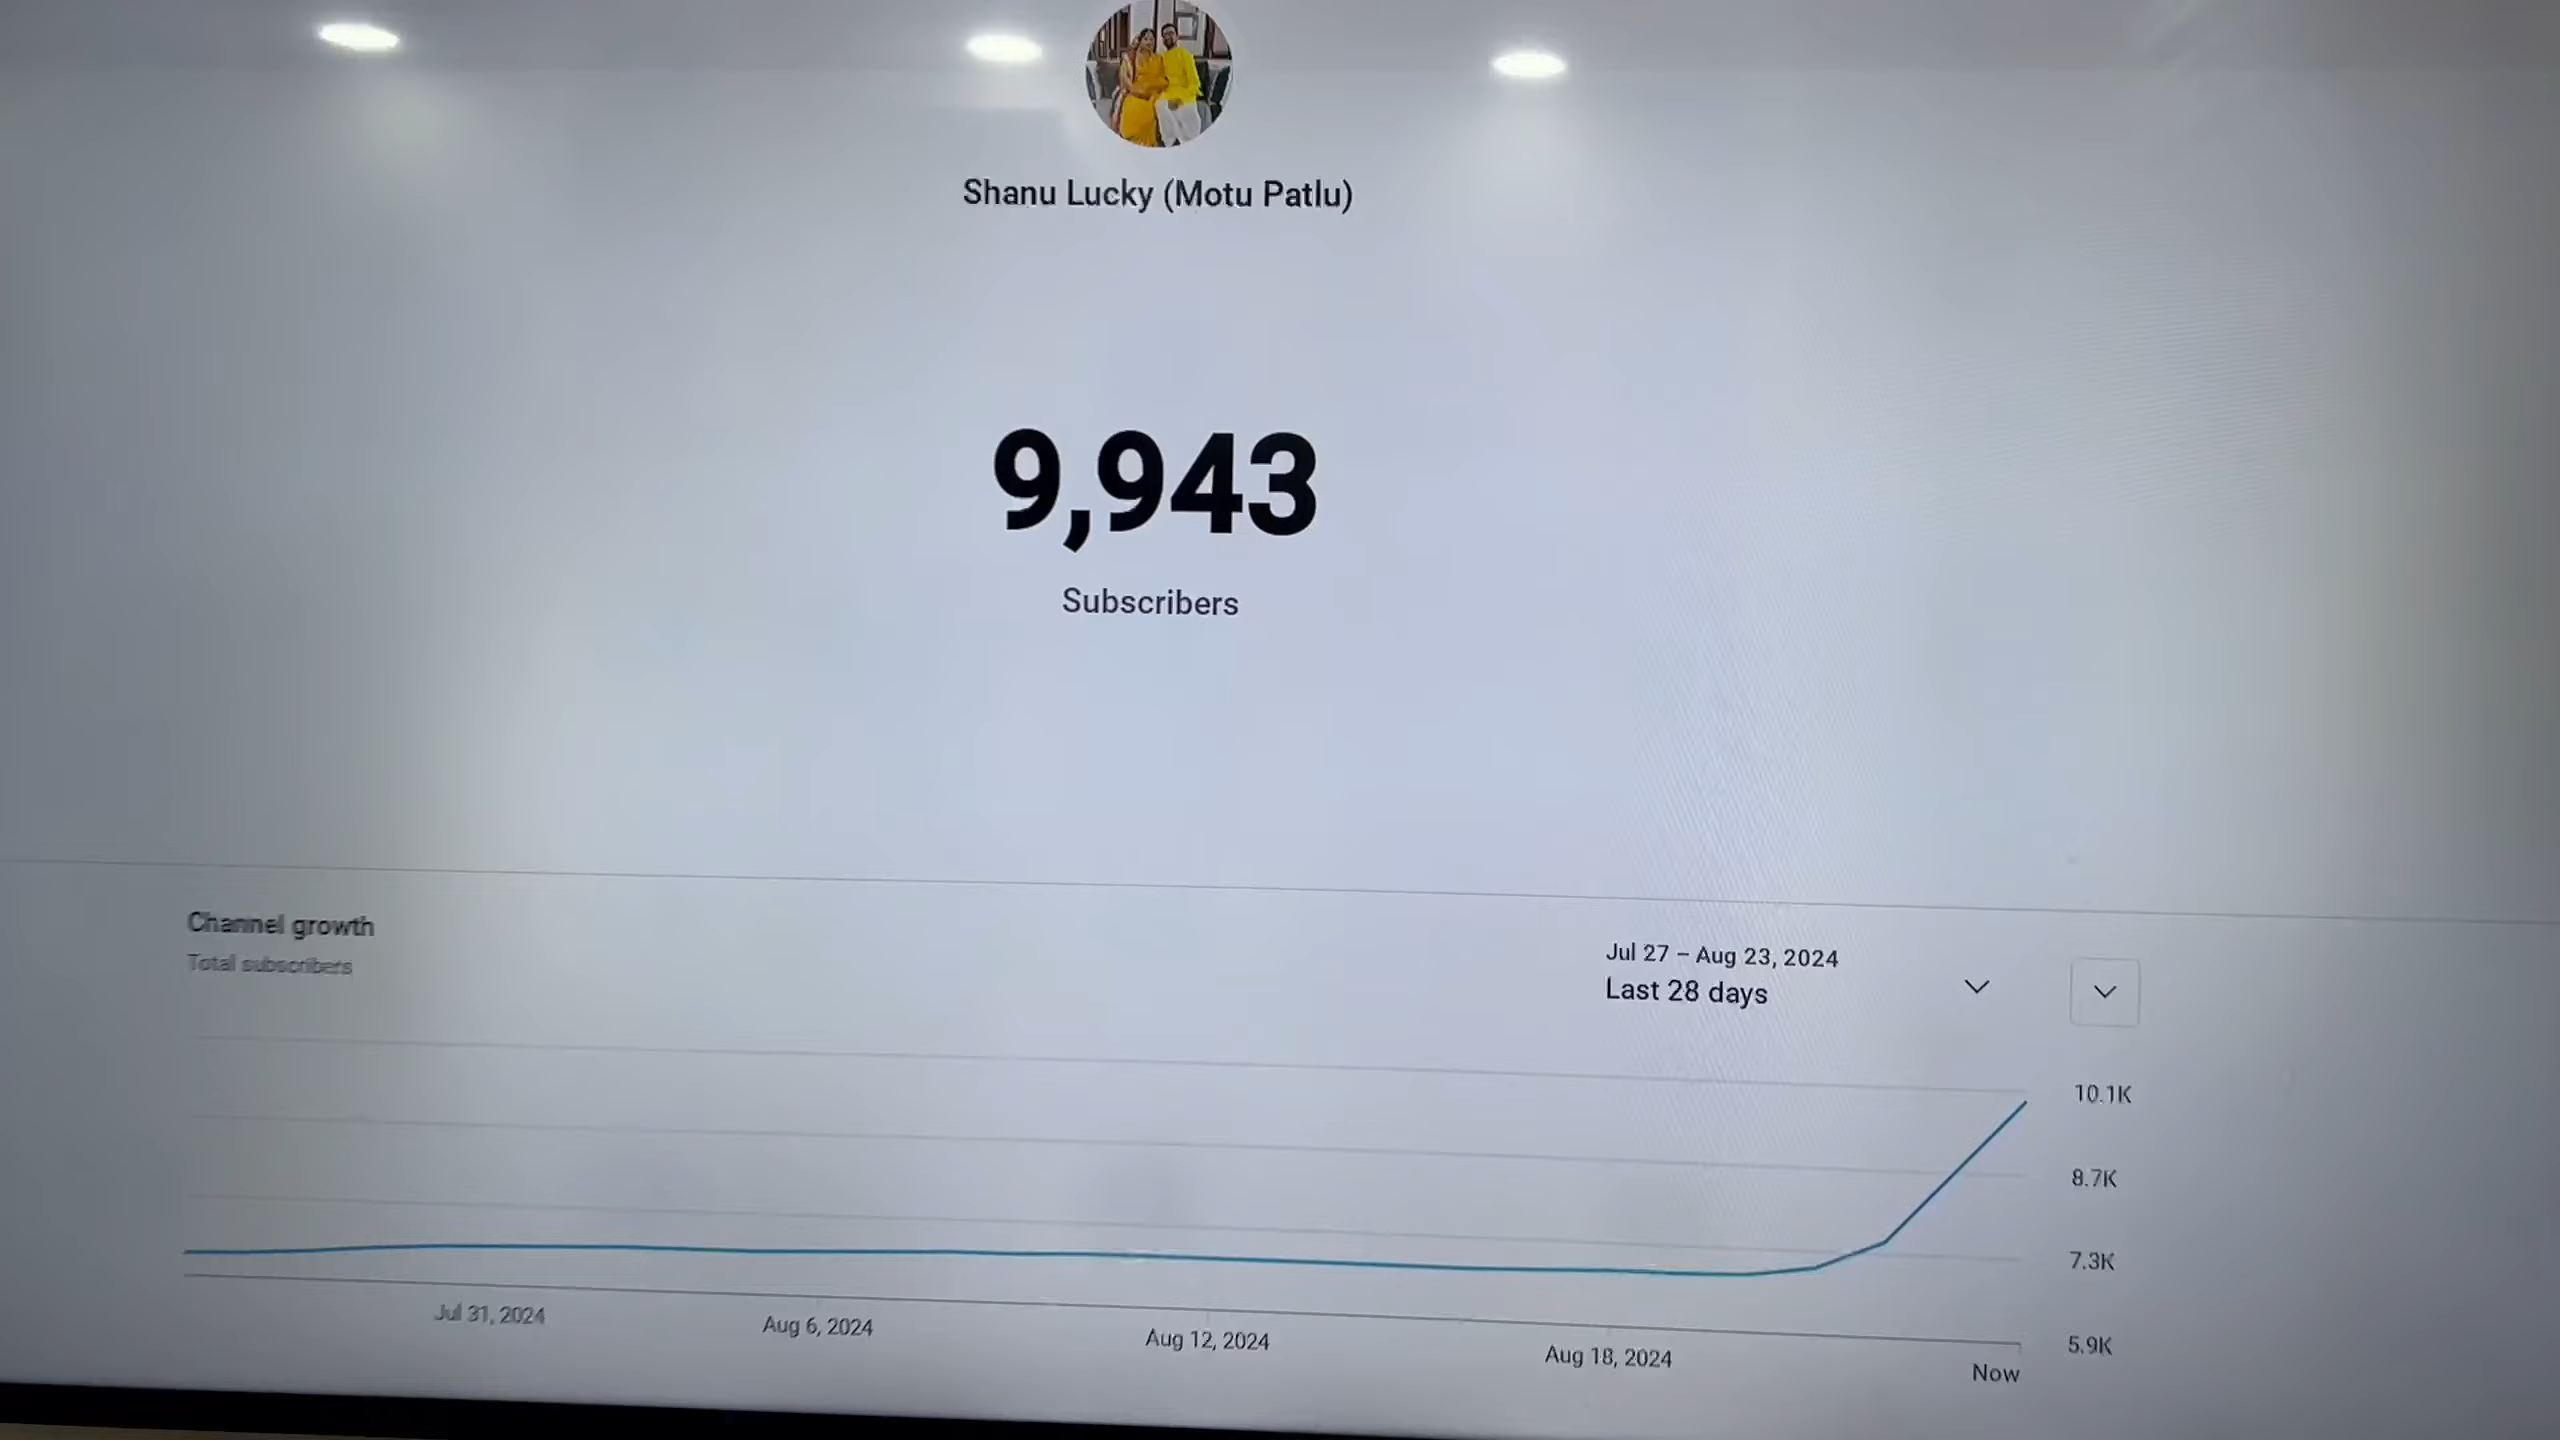 Shanu Lucky (Motu Patlu)
9,943
Subscribers
Channel growth
Total subscribers
Jul 27 – Aug 23, 2024
Last 28 days
10.1K
8.7K
7.3K
5.9K
Jul 31, 2024
Aug 6, 2024
Aug 12, 2024
Aug 18, 2024
Now